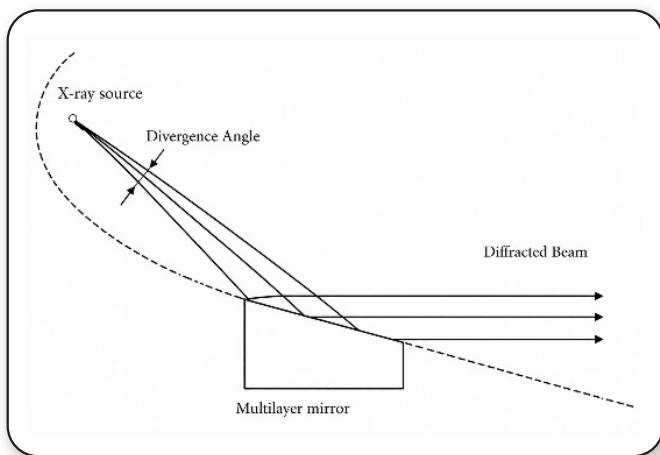 X-ray source
Divergence Angle
Diffracted Beam
Multilayer mirror